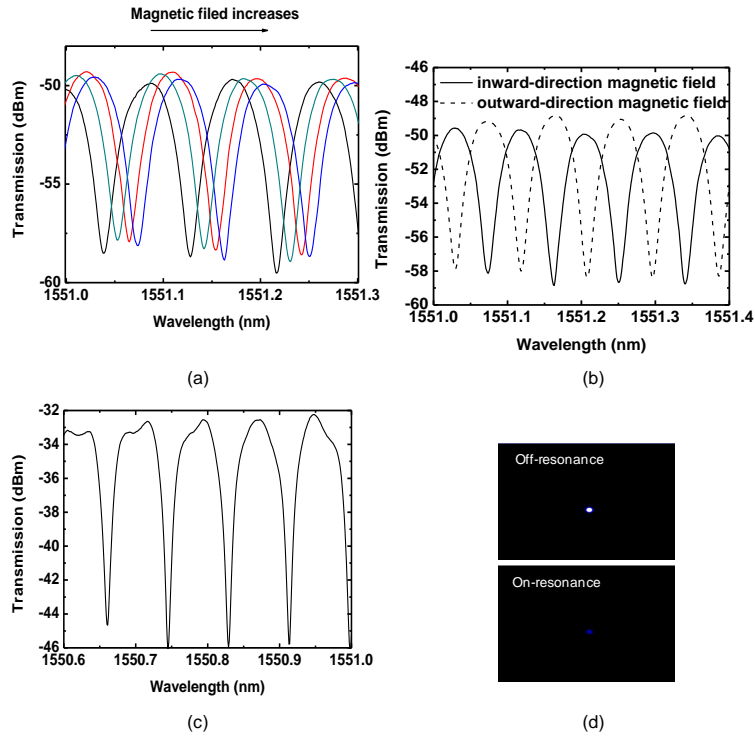 Magnetic filed increases
-50
-55
-60
Transmission (dBm)
1551.0 1551.1 1551.2 1551.3
Wavelength (nm)
(a)
-46
-48
-50
-52
-54
-56
-58
-60
Transmission (dBm)
inward-direction magnetic field
outward-direction magnetic field
1551.0 1551.1 1551.2 1551.3 1551.4
Wavelength (nm)
(b)
-32
-34
-36
-38
-40
-42
-44
-46
Transmission (dBm)
1550.6 1550.7 1550.8 1550.9 1551.0
Wavelength (nm)
(c)
Off-resonance
On-resonance
(d)